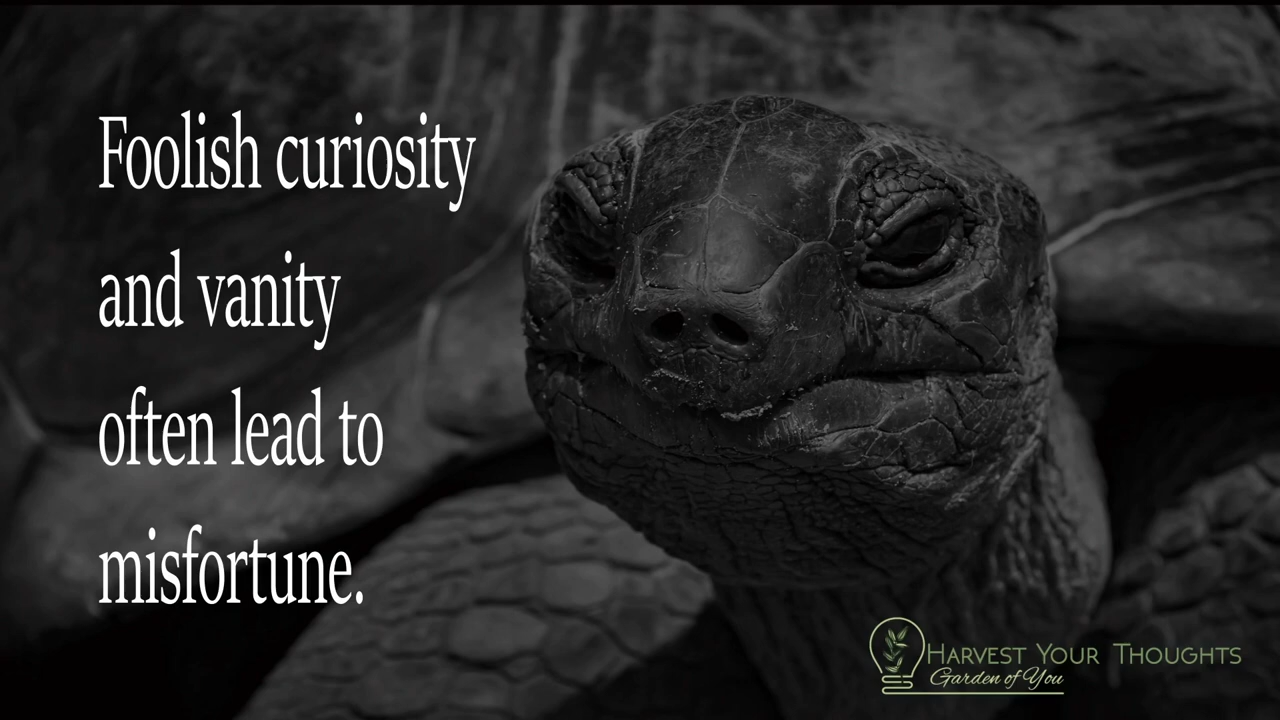 Foolish curiosity
and vanity
often lead to
misfortune.
HARVEST YOUR THOUGHTS
Garden of You